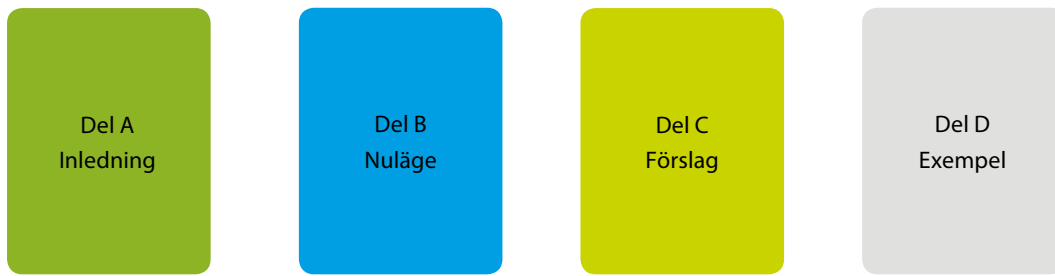 Del A
Inledning
Del B
Nuläge
Del C
Förslag
Del D
Exempel